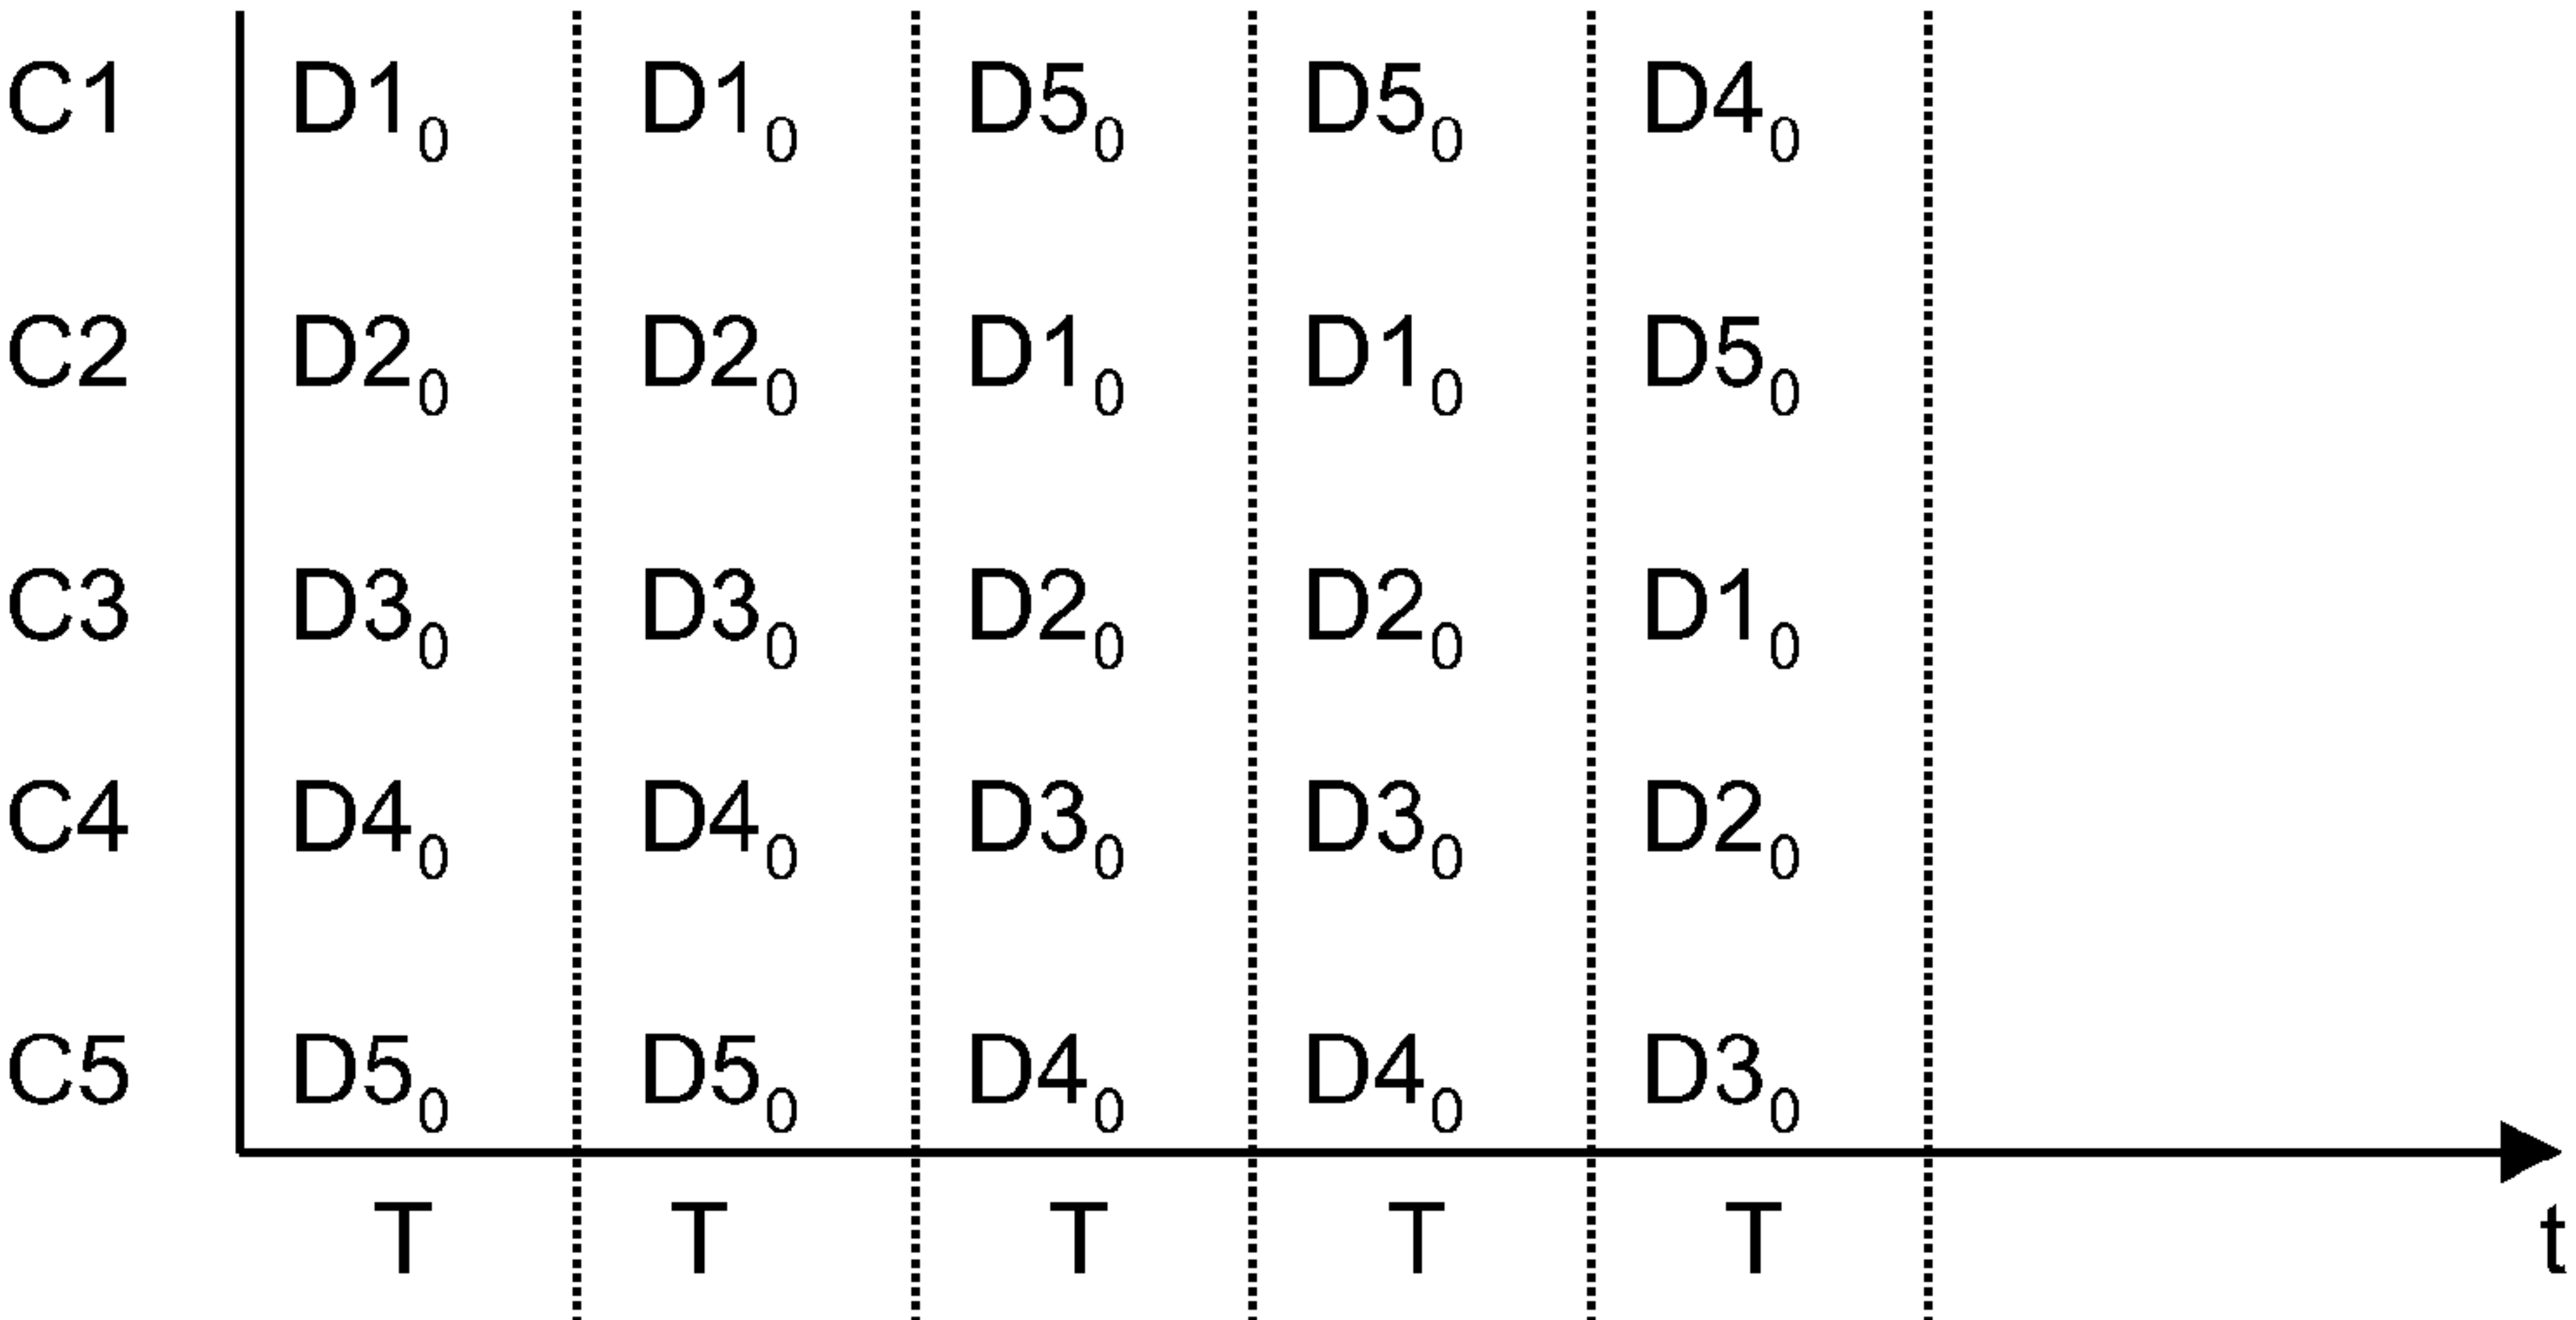 C1 D1₀ D1₀ D5₀ D5₀ D4₀
C2 D2₀ D2₀ D1₀ D1₀ D5₀
C3 D3₀ D3₀ D2₀ D2₀ D1₀
C4 D4₀ D4₀ D3₀ D3₀ D2₀
C5 D5₀ D5₀ D4₀ D4₀ D3₀
T T T T T t